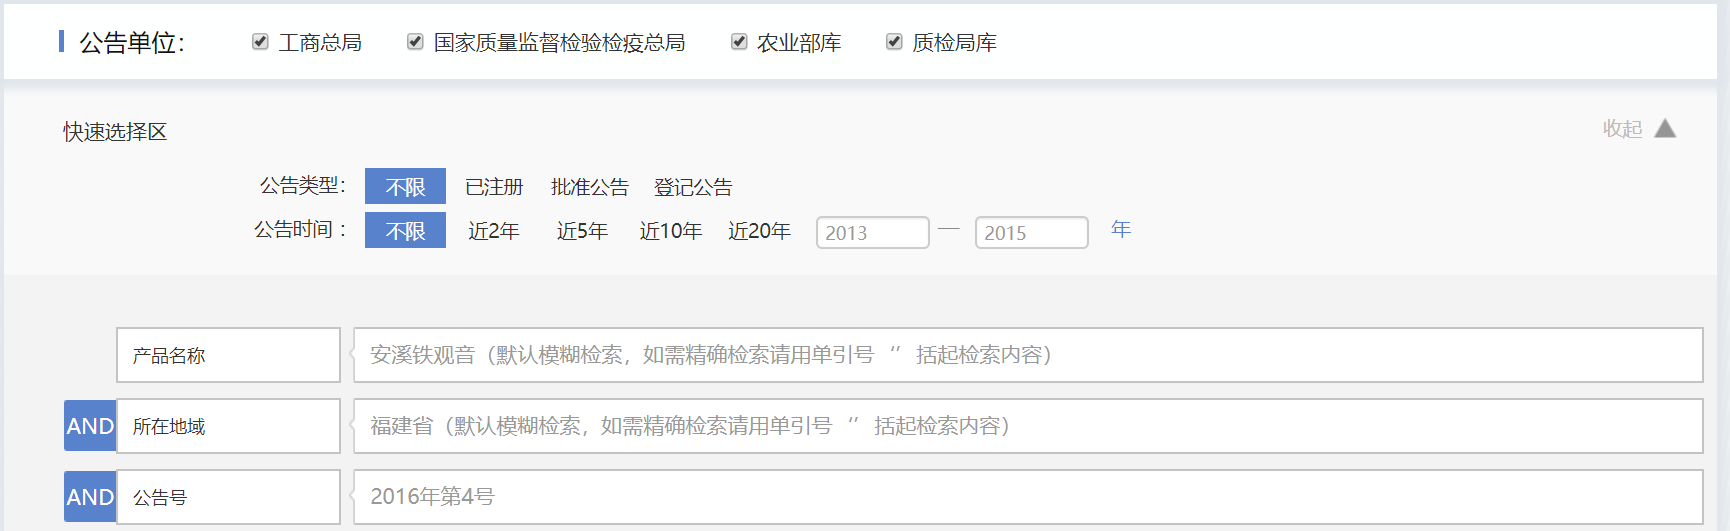 公告单位： 工商总局 国家质量监督检验检疫总局 农业部库 质检局库
快速选择区 收起
公告类型： 不限 已注册 批准公告 登记公告
公告时间 ： 不限 近2年 近5年 近10年 近20年 2013 — 2015 年
产品名称 安溪铁观音（默认模糊检索，如需精确检索请用单引号 ‘’ 括起检索内容）
AND 所在地域 福建省（默认模糊检索，如需精确检索请用单引号 ‘’ 括起检索内容）
AND 公告号 2016年第4号